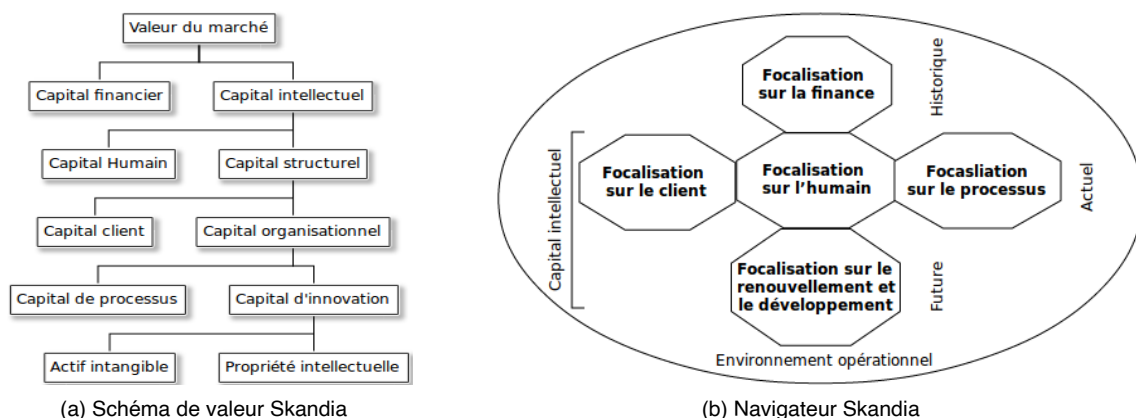 Valeur du marché
Capital financier
Capital intellectuel
Capital Humain
Capital structurel
Capital client
Capital organisationnel
Capital de processus
Capital d'innovation
Actif intangible
Propriété intellectuelle
(a) Schéma de valeur Skandia
Focalisation
sur la finance
Historique
Capital intellectuel
Focalisation
sur le client
Focalisation
sur l'humain
Focasliation
sur le processus
Actuel
Focalisation sur le
renouvellement et
le développement
Future
Environnement opérationnel
(b) Navigateur Skandia